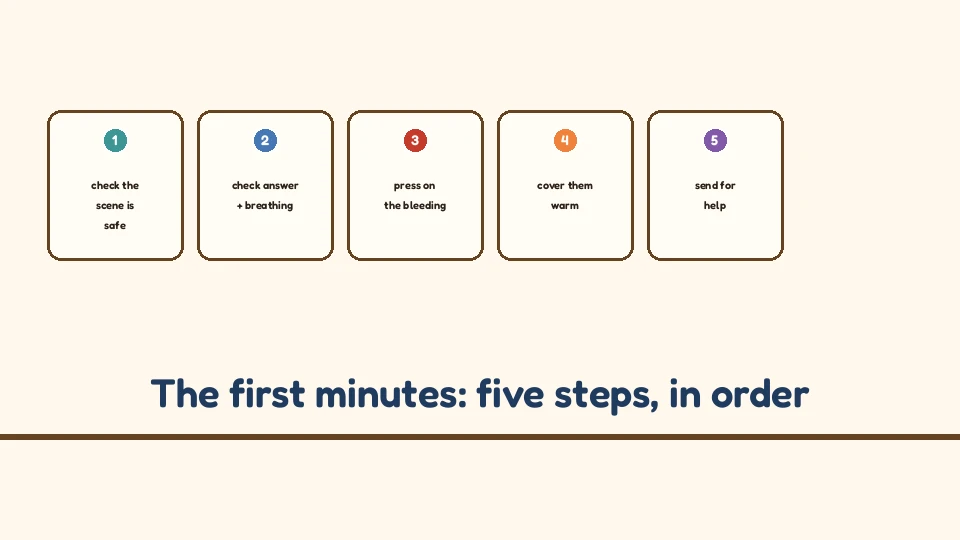 1
check the
scene is
safe
2
check answer
+ breathing
3
press on
the bleeding
4
cover them
warm
5
send for
help
The first minutes: five steps, in order